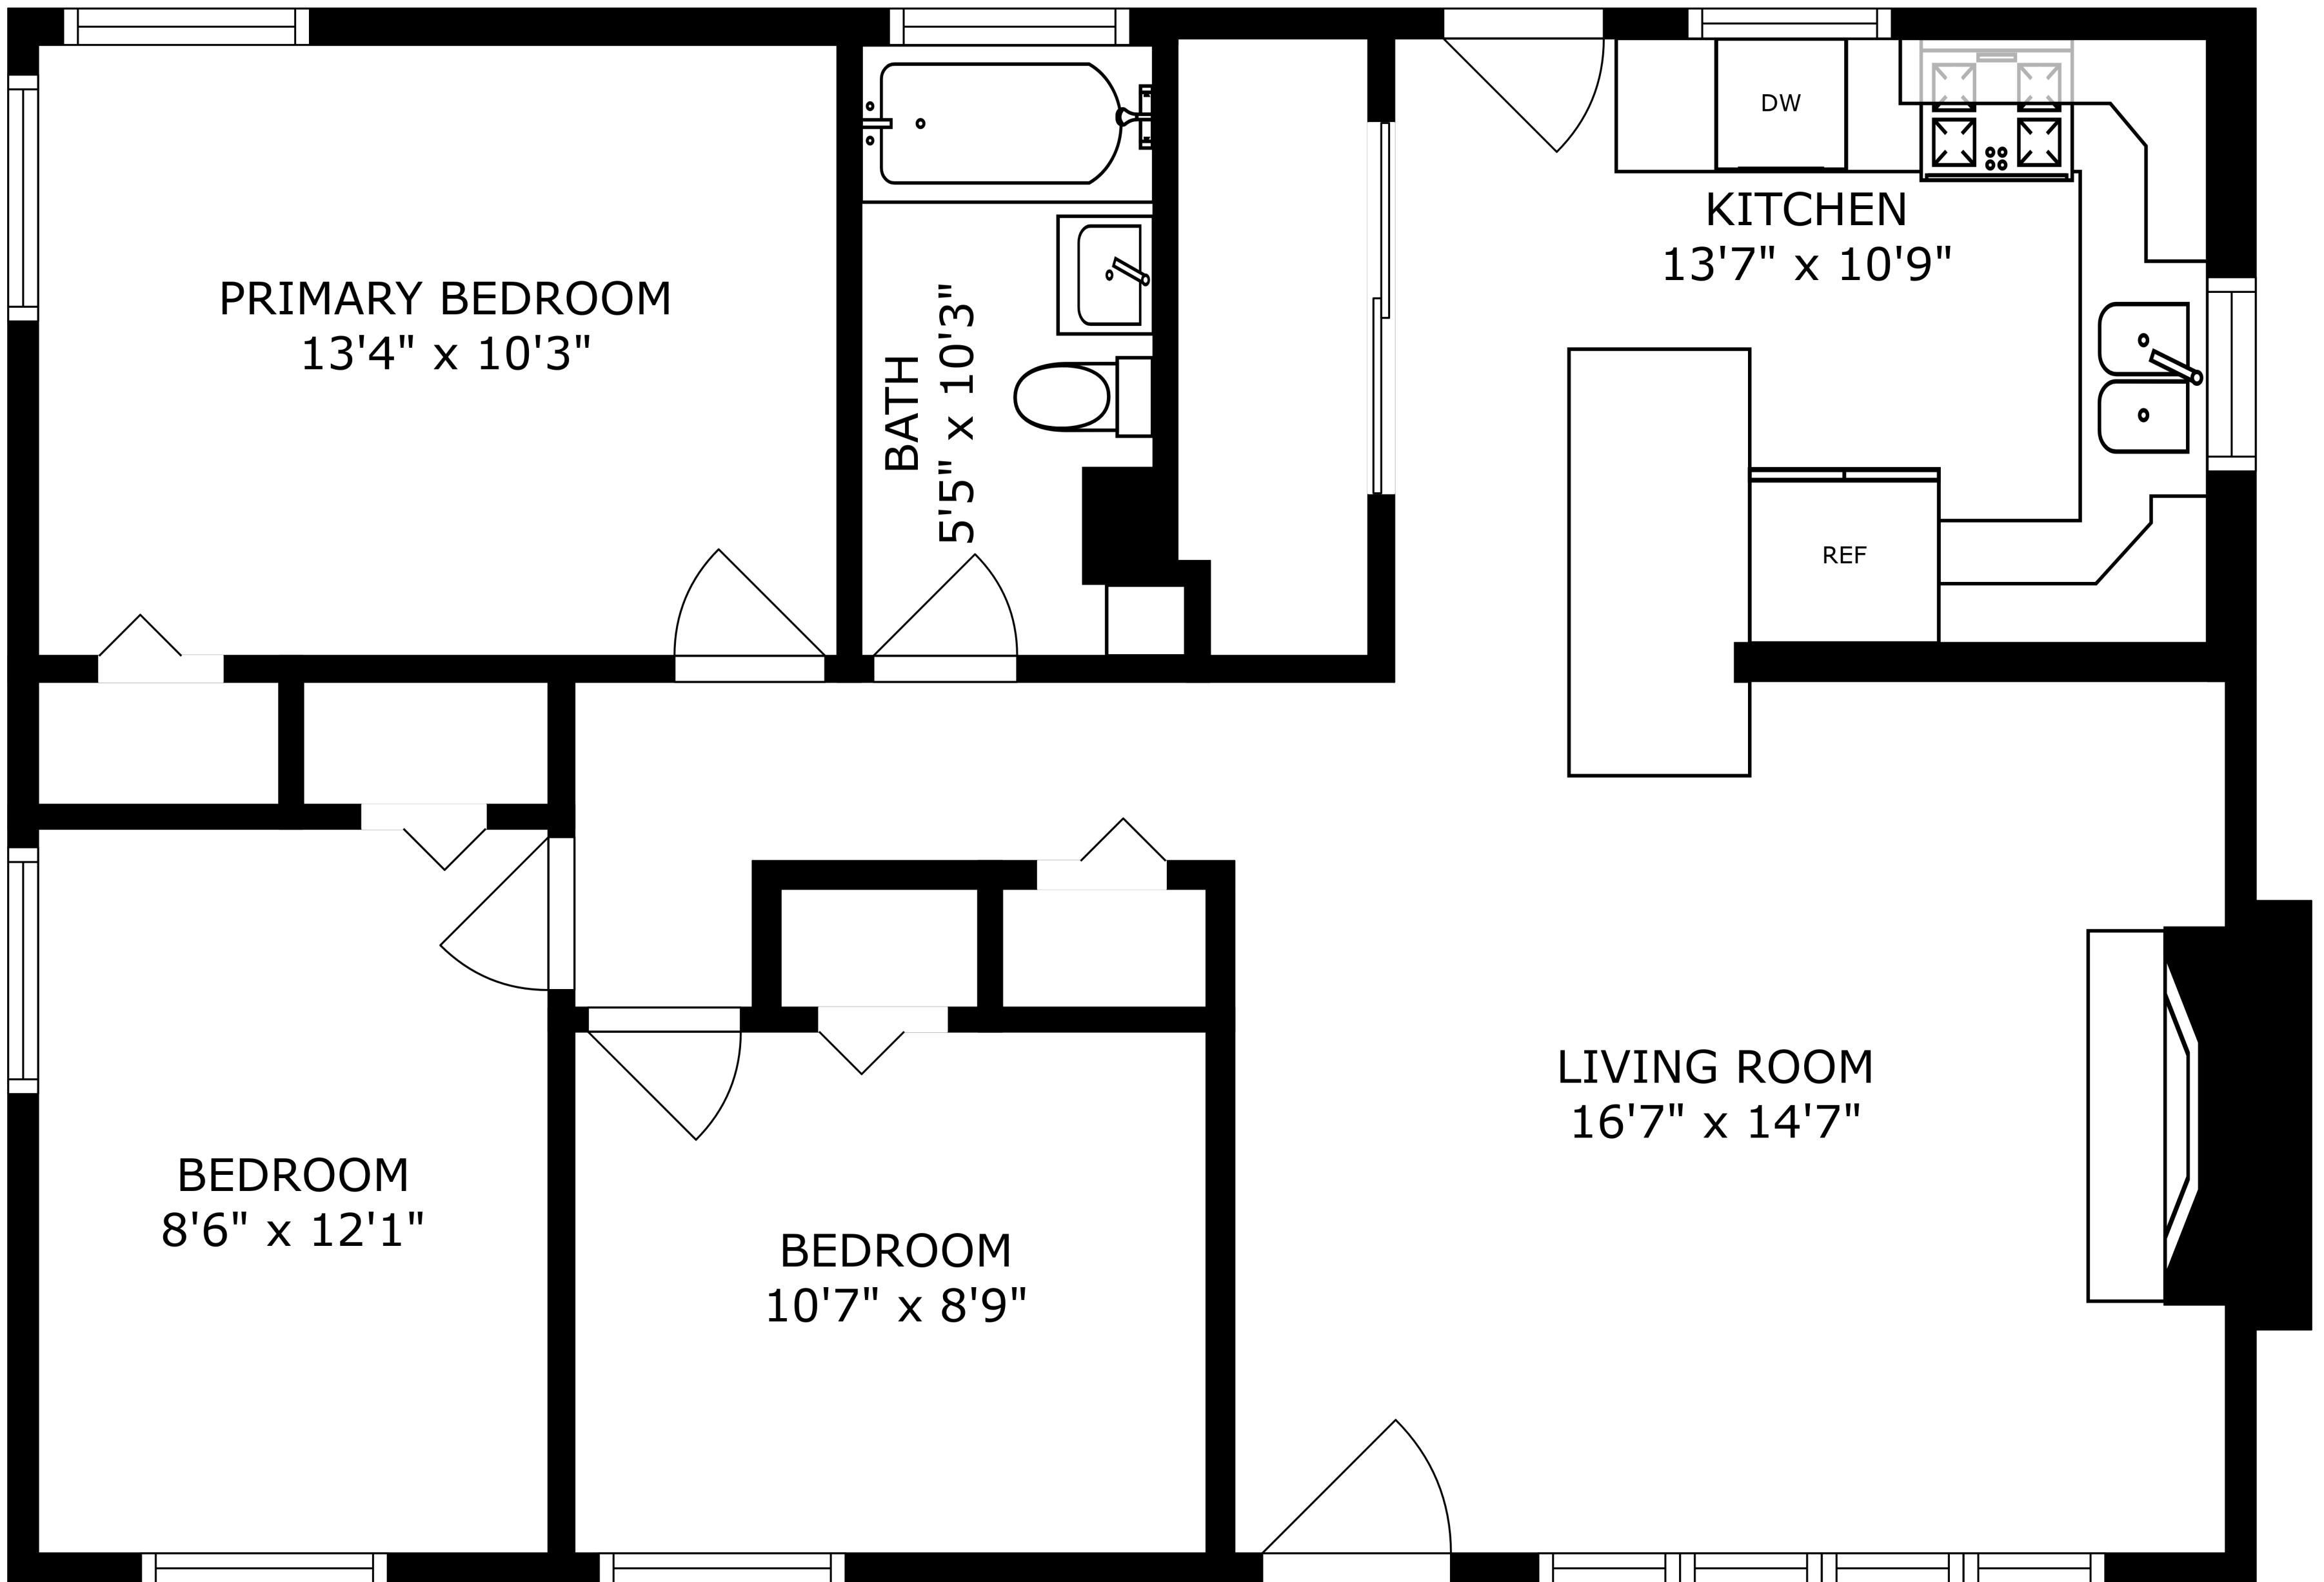 PRIMARY BEDROOM
13'4" x 10'3"
BATH
5'5" x 10'3"
DW
KITCHEN
13'7" x 10'9"
REF
LIVING ROOM
16'7" x 14'7"
BEDROOM
8'6" x 12'1"
BEDROOM
10'7" x 8'9"